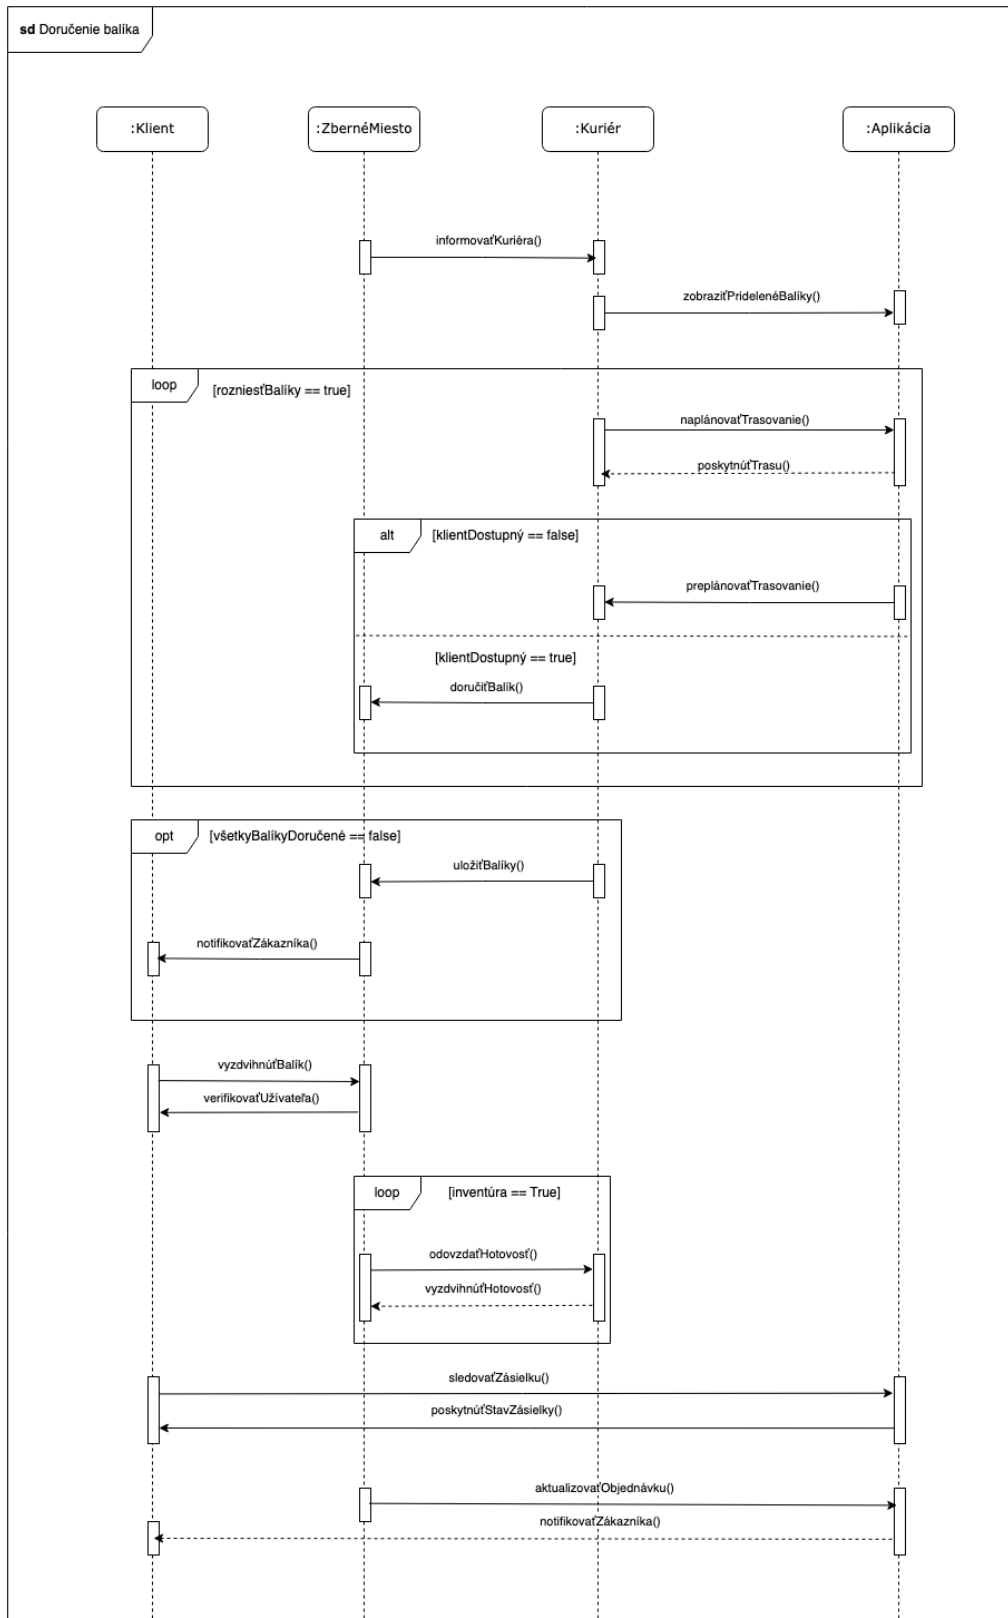 sd Doručenie balíka
:Klient
:ZbernéMiesto
:Kuriér
:Aplikácia
informovaťKuriéra()
zobraziťPridelenéBalíky()
loop
[rozniesťBalíky == true]
naplánovaťTrasovanie()
poskytnúťTrasu()
alt
[klientDostupný == false]
preplánovaťTrasovanie()
[klientDostupný == true]
doručiťBalík()
opt
[všetkyBalíkyDoručené == false]
uložiťBalíky()
notifikovaťZákazníka()
vyzdvihnúťBalík()
verifikovaťUžívateľa()
loop
[inventúra == True]
odovzdaťHotovosť()
vyzdvihnúťHotovosť()
sledovaťZásielku()
poskytnúťStavZásielky()
aktualizovaťObjednávku()
notifikovaťZákazníka()